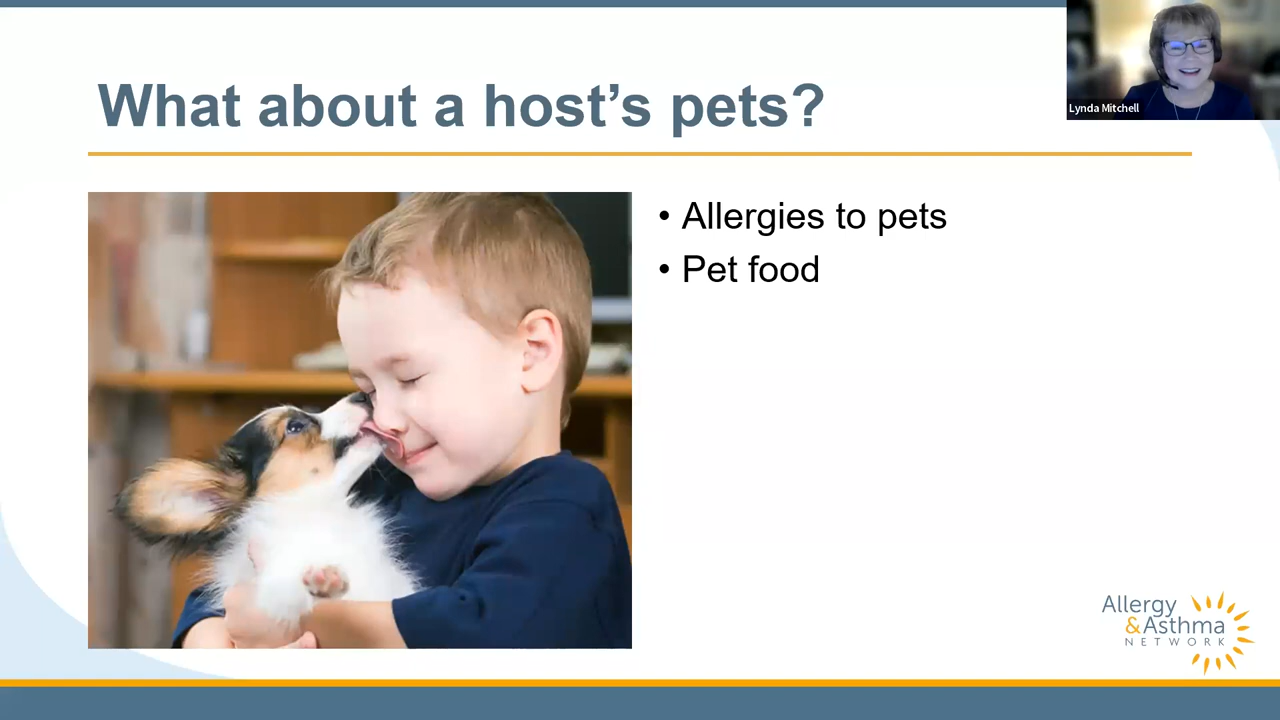 What about a host’s pets?
Lynda Mitchell
• Allergies to pets
• Pet food
Allergy
&Asthma
NETWORK